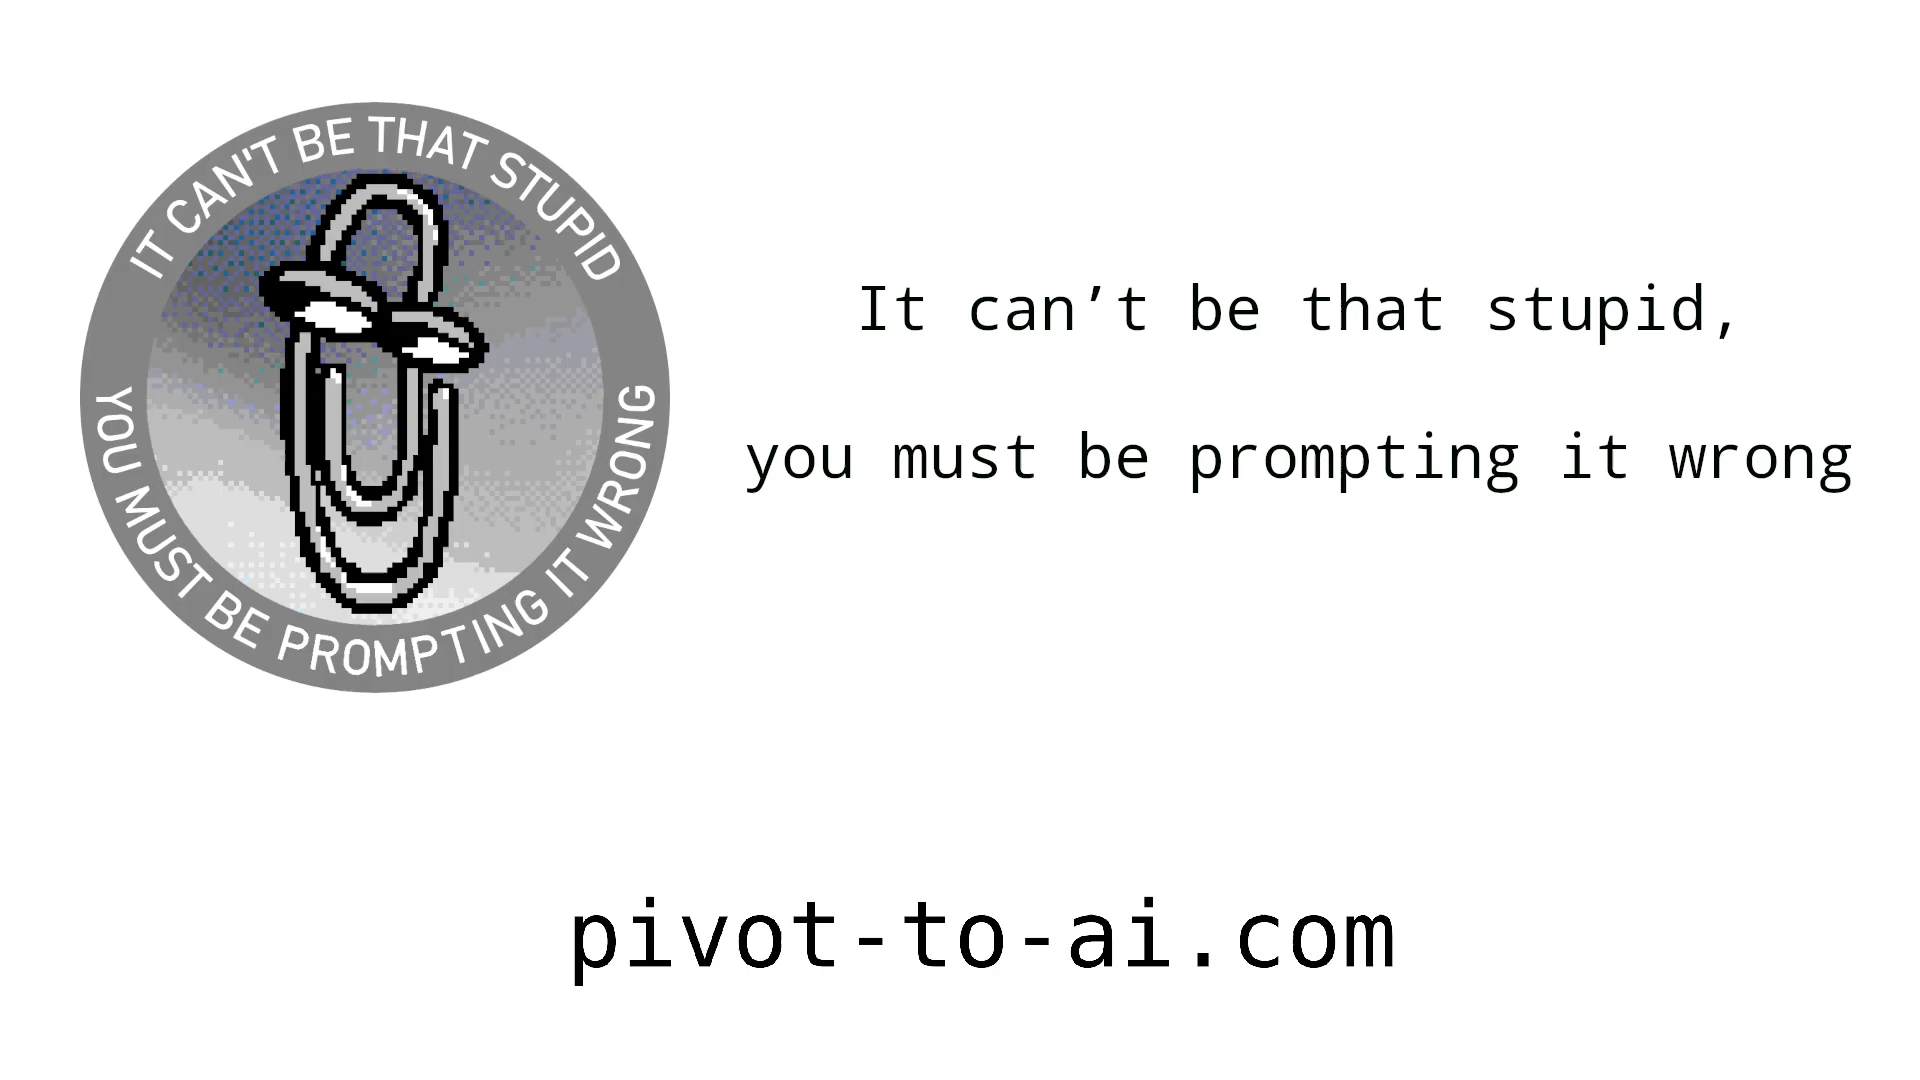 IT CAN'T BE THAT STUPID
YOU MUST BE PROMPTING IT WRONG
It can’t be that stupid,
you must be prompting it wrong
pivot-to-ai.com